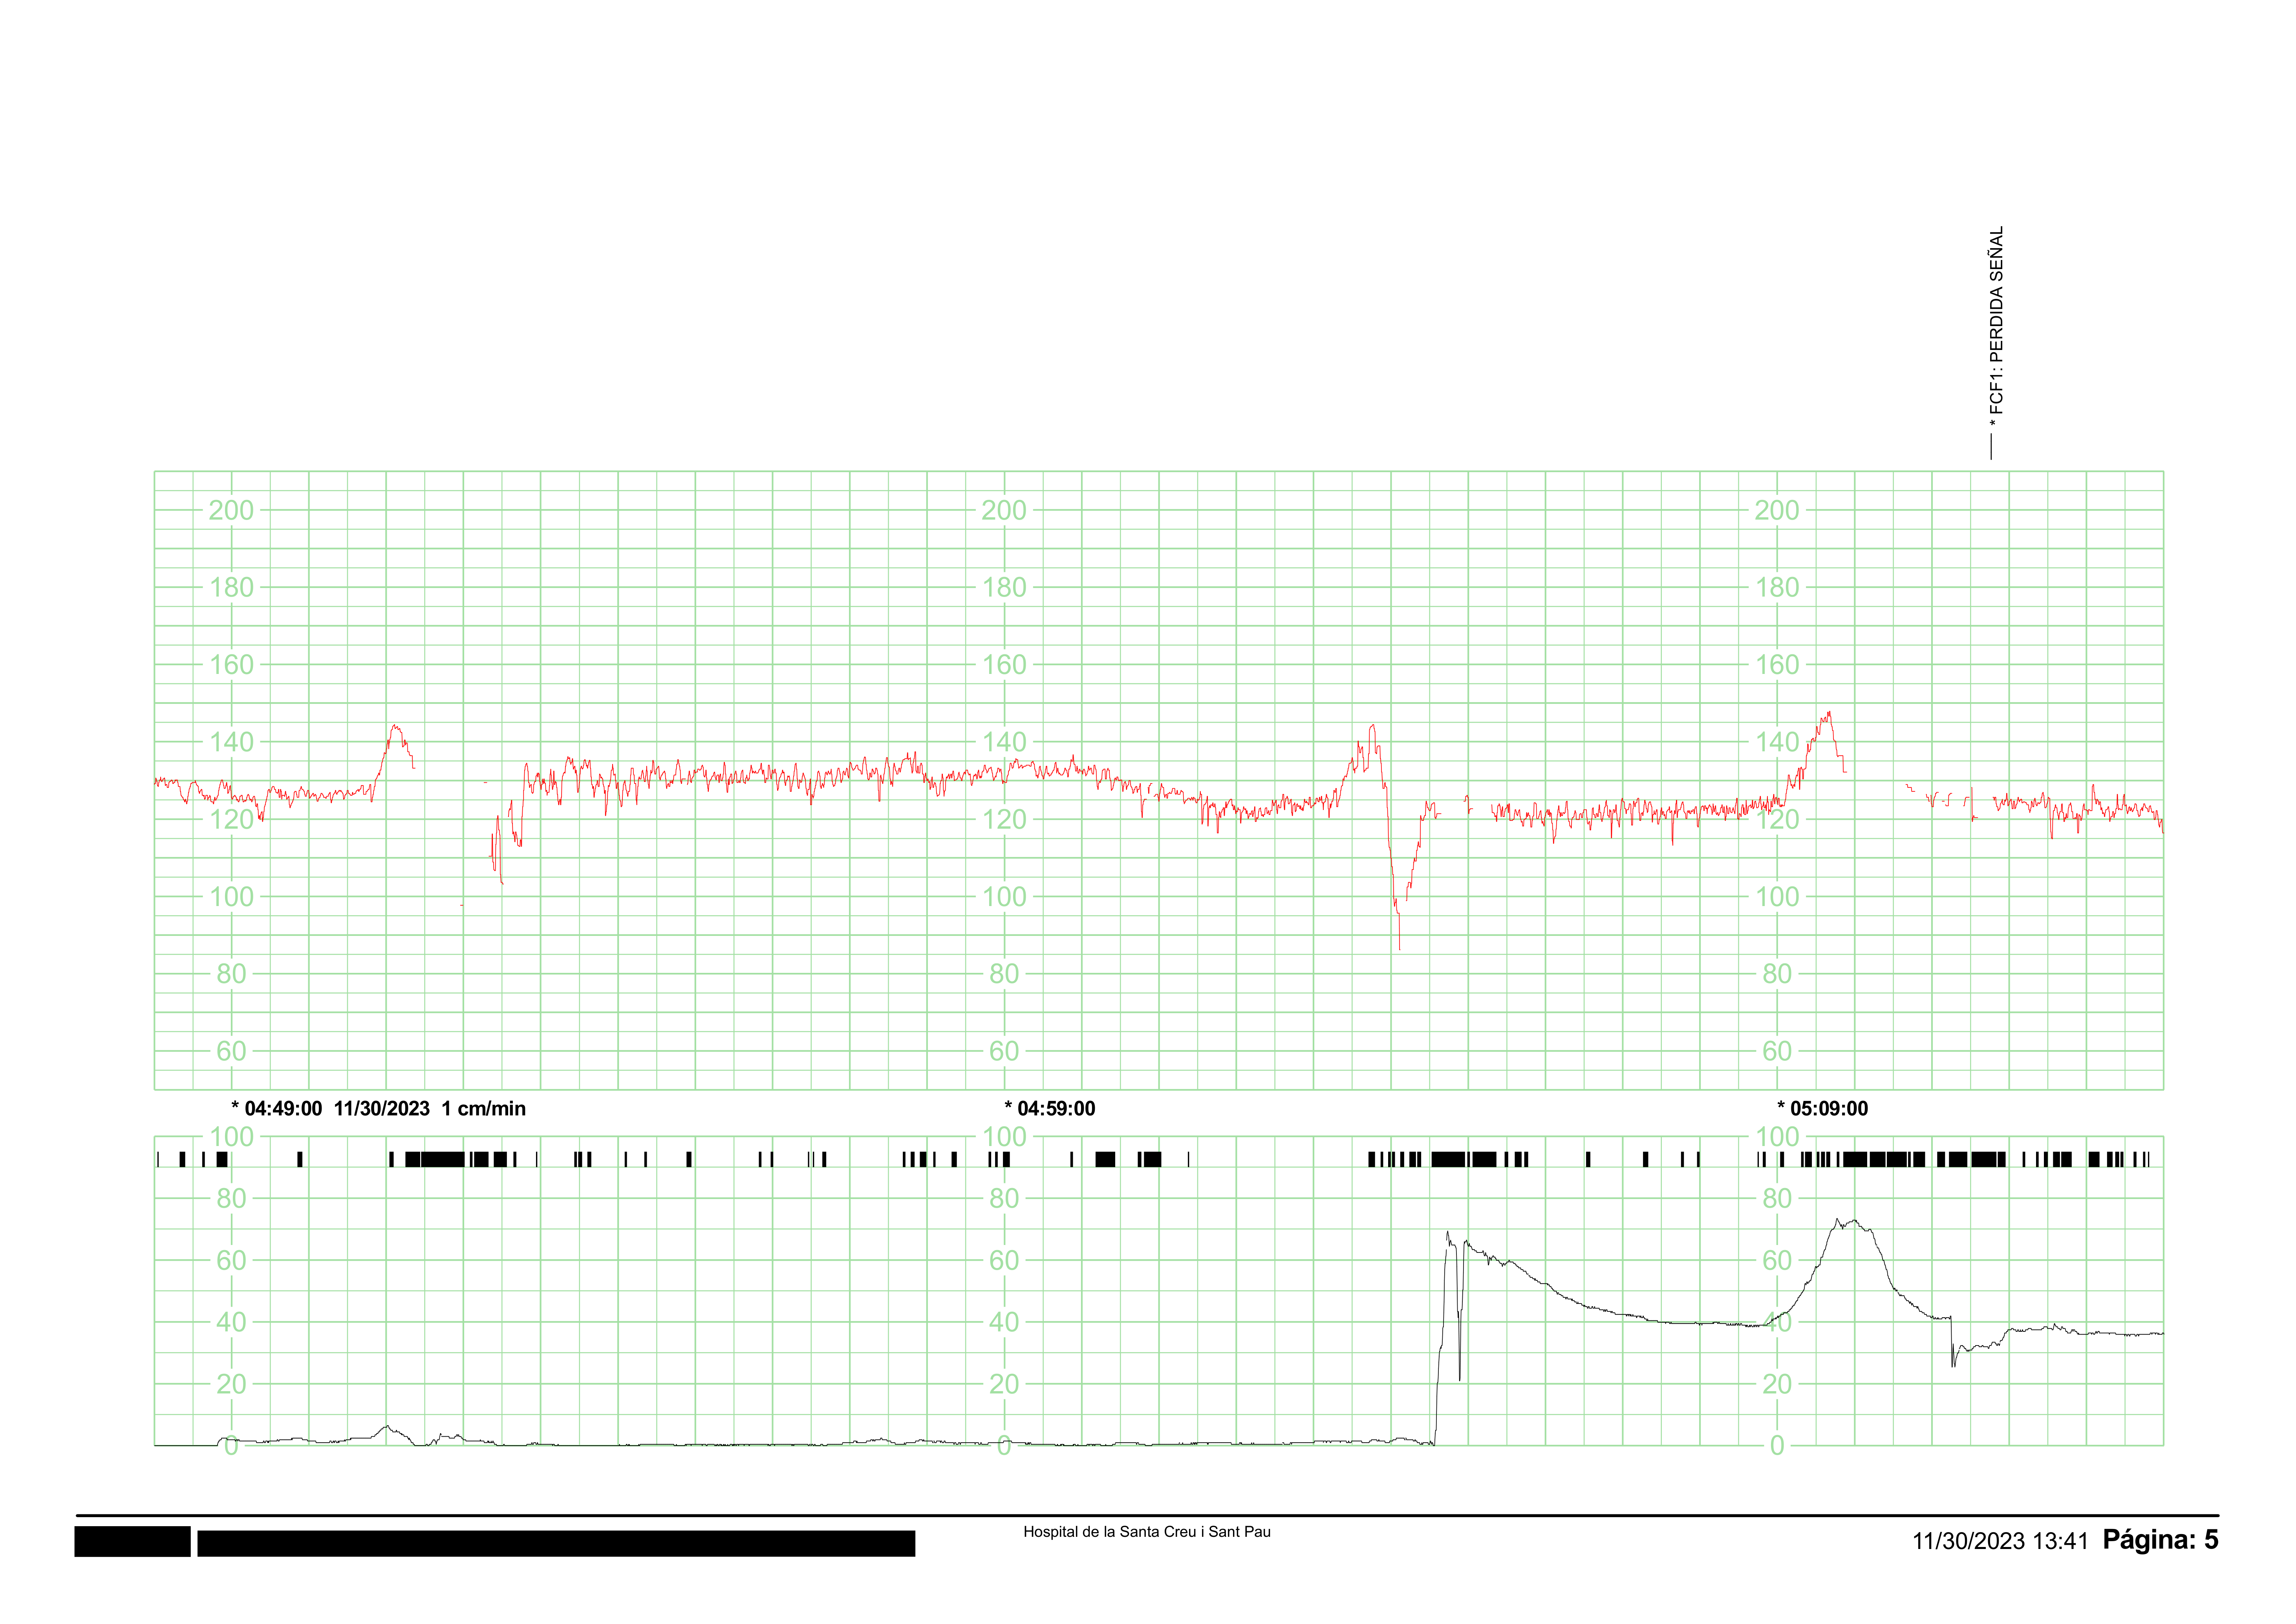 * FCF1: PERDIDA SEÑAL
200 200 200
180 180 180
160 160 160
140 140 140
120 120 120
100 100 100
80 80 80
60 60 60
* 04:49:00 11/30/2023 1 cm/min * 04:59:00 * 05:09:00
100 100 100
80 80 80
60 60 60
40 40 40
20 20 20
0 0 0
Hospital de la Santa Creu i Sant Pau
11/30/2023 13:41 Página: 5